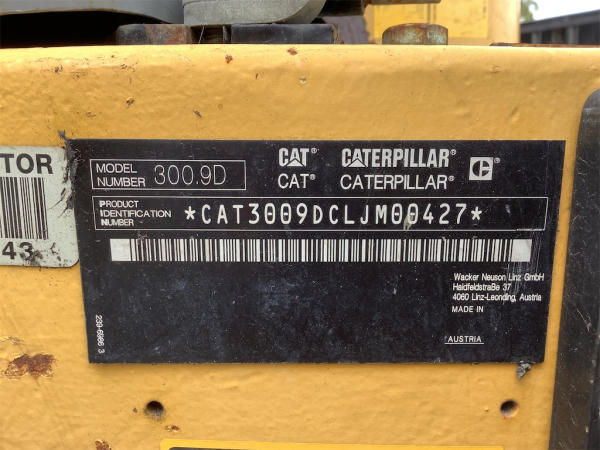 TOR
43
MODEL NUMBER 300.9D
CAT® CATERPILLAR® C®
CAT® CATERPILLAR®
PRODUCT IDENTIFICATION NUMBER *CAT3009DCLJM00427*
Wacker Neuson Linz GmbH
Haidfeldstraße 37
4060 Linz-Leonding, Austria
MADE IN
AUSTRIA
239-6986 3